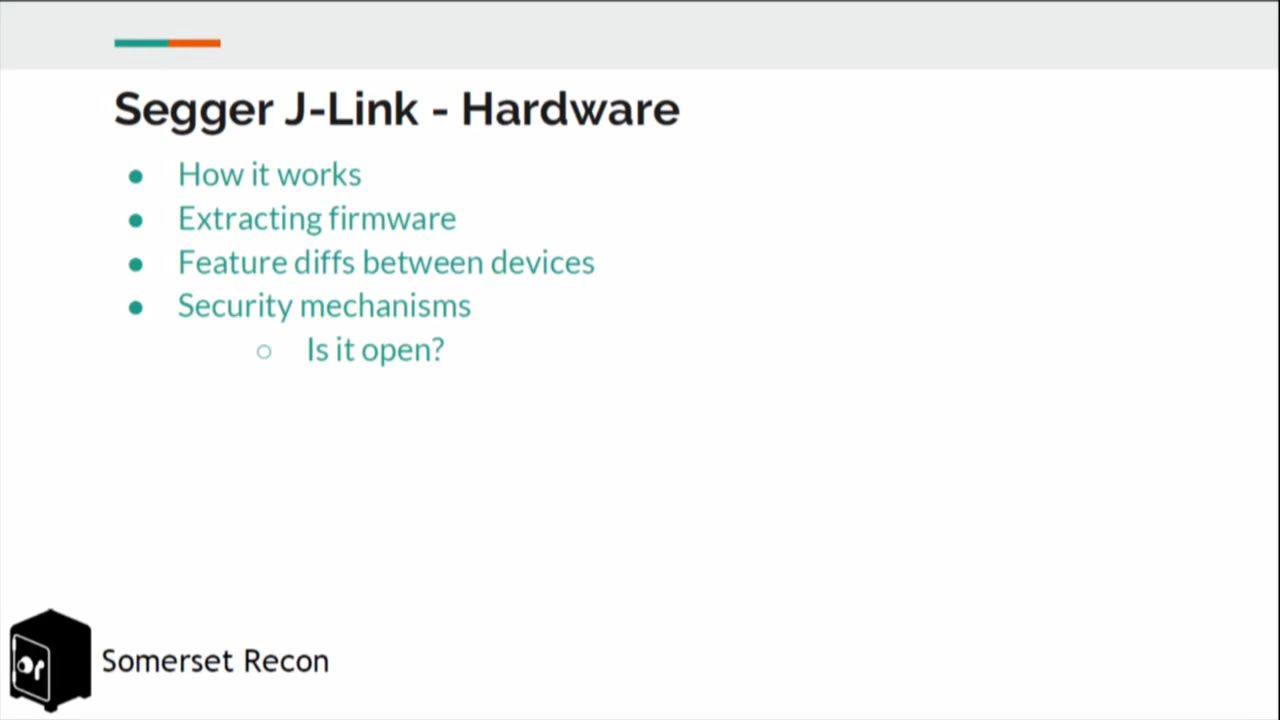 Segger J-Link - Hardware
● How it works
● Extracting firmware
● Feature diffs between devices
● Security mechanisms
○ Is it open?
Somerset Recon